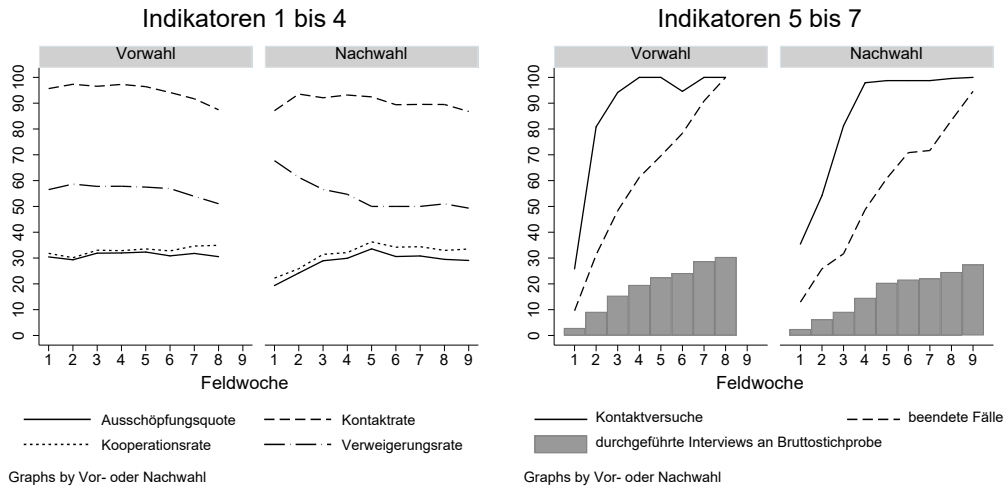 Indikatoren 1 bis 4
Vorwahl
Nachwahl
0 10 20 30 40 50 60 70 80 90 100
1 2 3 4 5 6 7 8 9
1 2 3 4 5 6 7 8 9
Feldwoche
Ausschöpfungsquote
Kontaktrate
Kooperationsrate
Verweigerungsrate
Graphs by Vor- oder Nachwahl
Indikatoren 5 bis 7
Vorwahl
Nachwahl
0 10 20 30 40 50 60 70 80 90 100
1 2 3 4 5 6 7 8 9
1 2 3 4 5 6 7 8 9
Feldwoche
Kontaktversuche
beendete Fälle
durchgeführte Interviews an Bruttostichprobe
Graphs by Vor- oder Nachwahl